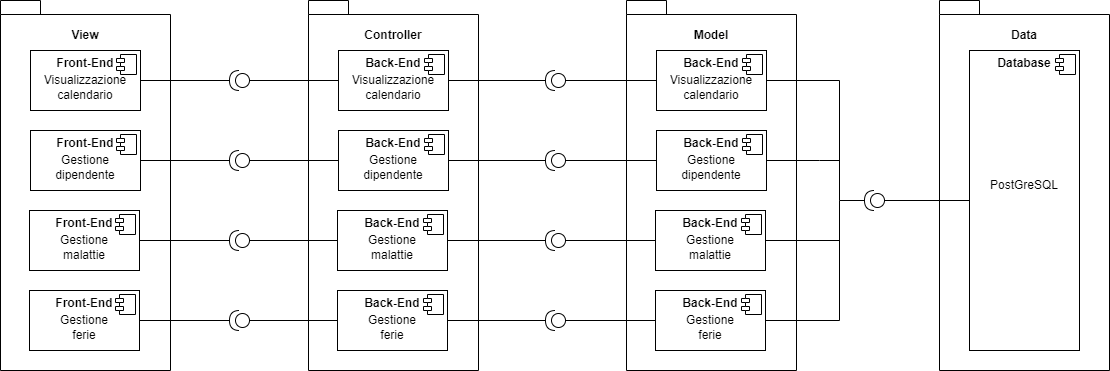 View
Front-End
Visualizzazione
calendario
Front-End
Gestione
dipendente
Front-End
Gestione
malattie
Front-End
Gestione
ferie
Controller
Back-End
Visualizzazione
calendario
Back-End
Gestione
dipendente
Back-End
Gestione
malattie
Back-End
Gestione
ferie
Model
Back-End
Visualizzazione
calendario
Back-End
Gestione
dipendente
Back-End
Gestione
malattie
Back-End
Gestione
ferie
Data
Database
PostGreSQL